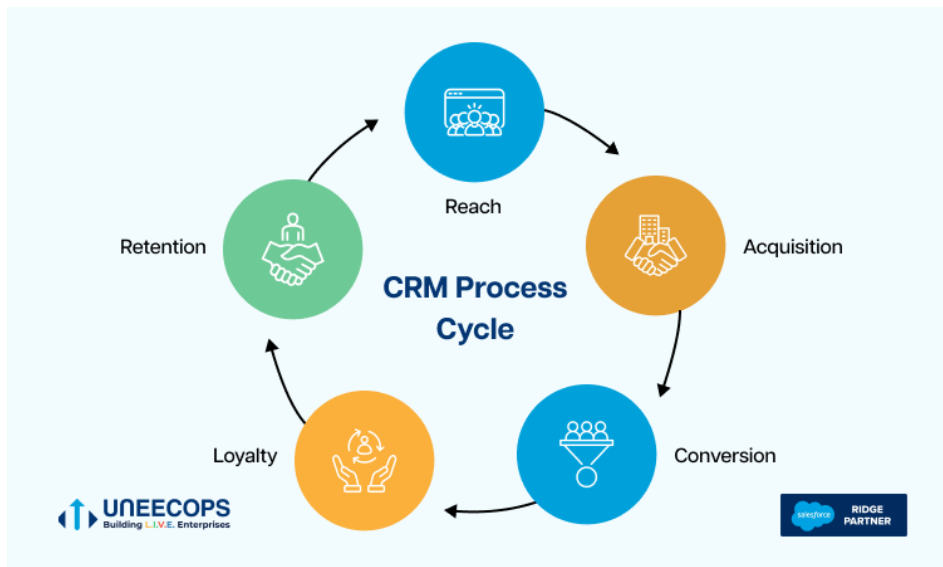 Reach
Retention
Acquisition
CRM Process
Cycle
Loyalty
Conversion
UNEECOPS
Building L.I.V.E. Enterprises
salesforce
RIDGE
PARTNER